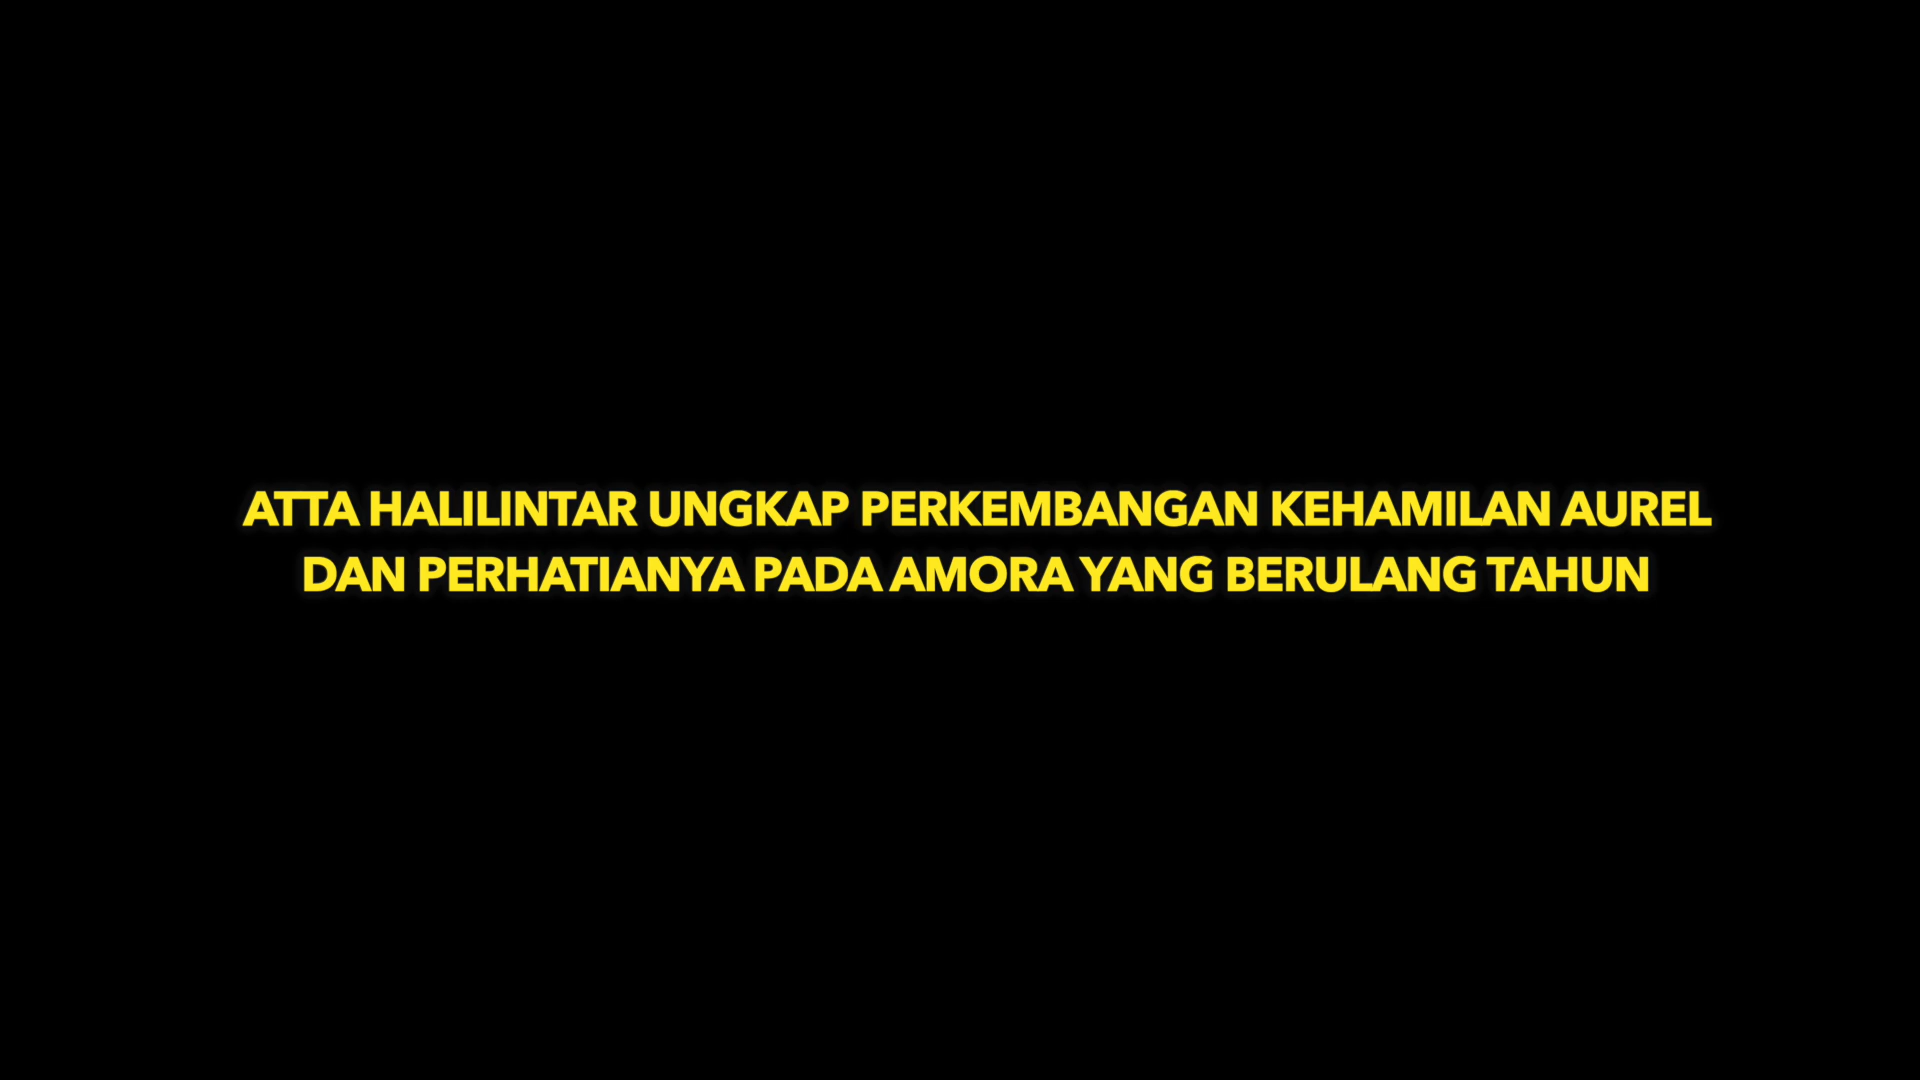 ATTA HALILINTAR UNGKAP PERKEMBANGAN KEHAMILAN AUREL
DAN PERHATIANYA PADA AMORA YANG BERULANG TAHUN